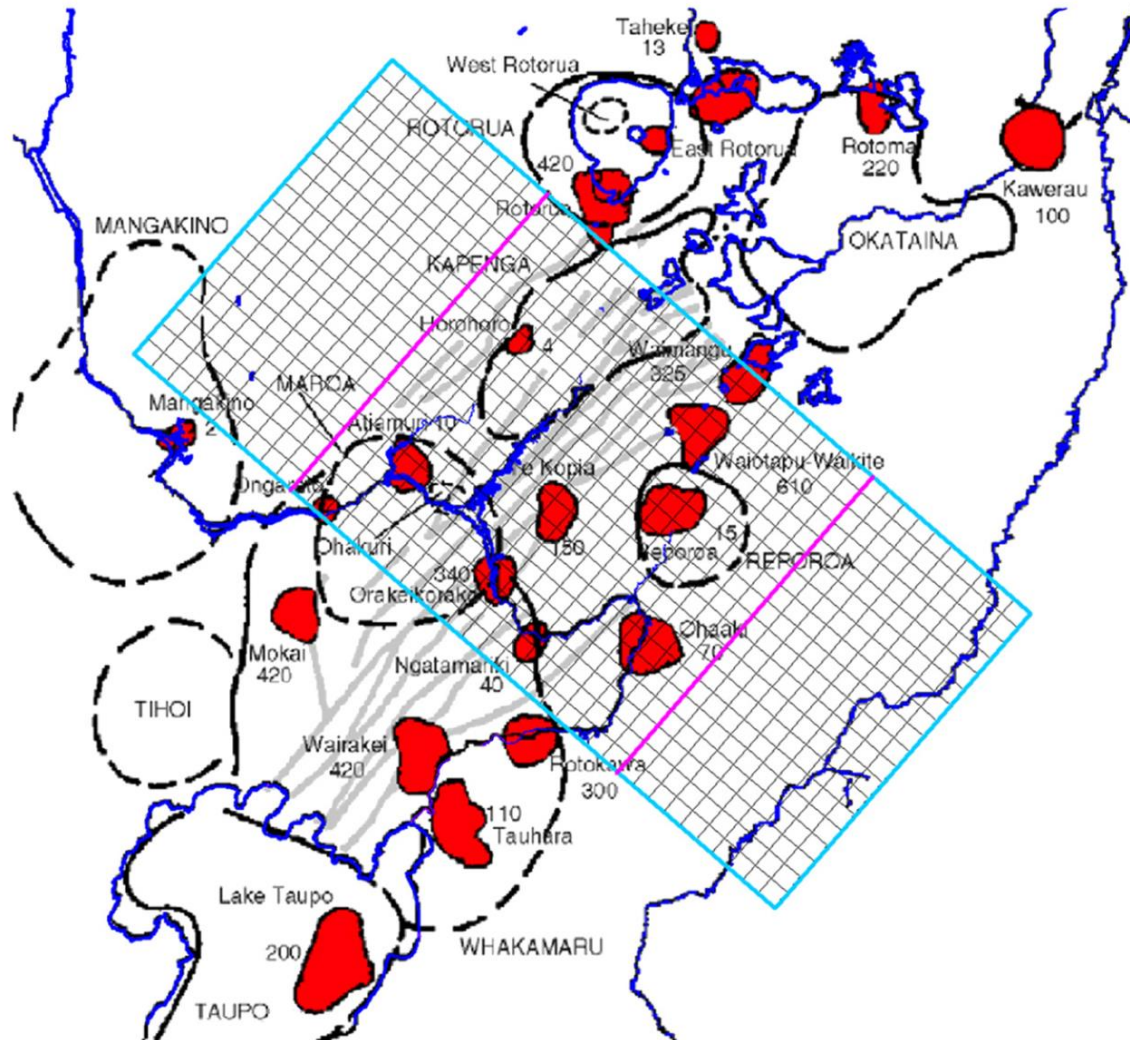 Taheke
13
West Rotorua
ROTORUA
East Rotorua
Rotoma
220
Kawerau
100
420
Rotorua
MANGAKINO
KAPENGA
OKATAINA
Horohoro
4
Waimangu
325
MAROA
Mangakino
2
Atiamuri 10
Te Kopia
Waiotapu-Waikite
610
Ongaroto
Ohakuri
150
15
Reporoa
REPOROA
340
Orakeikorako
Mokai
420
Ngatamariki
40
Ohaaki
70
TIHOI
Wairakei
420
Rotokawa
300
110
Tauhara
Lake Taupo
200
WHAKAMARU
TAUPO